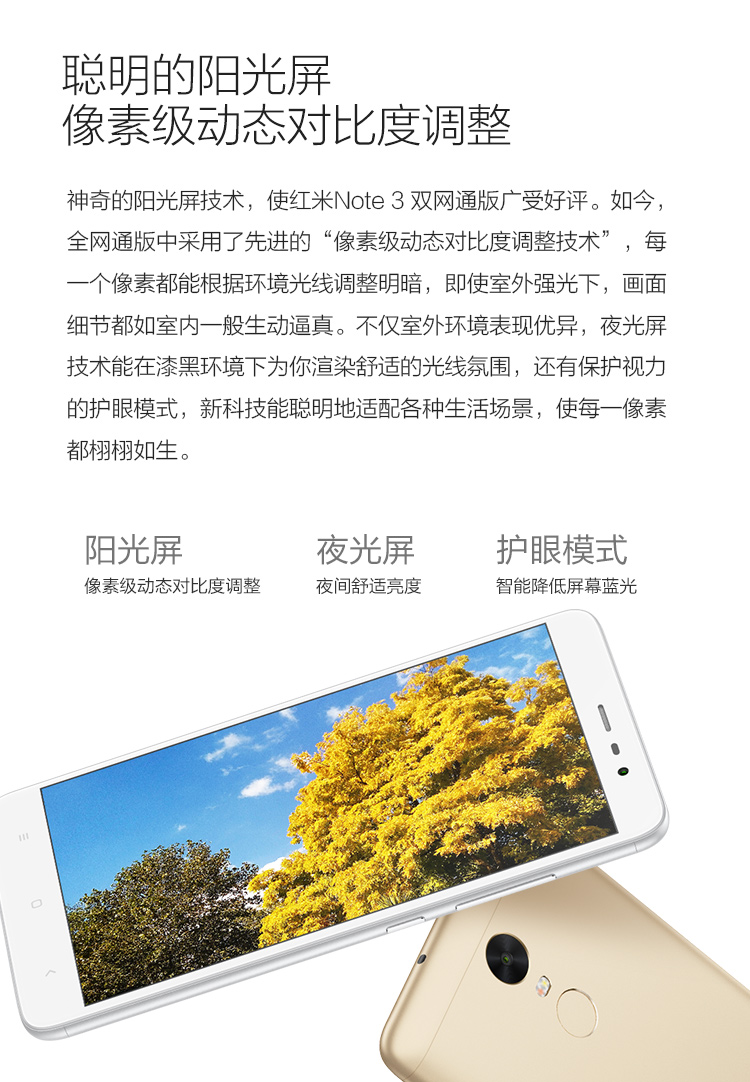 聪明的阳光屏
像素级动态对比度调整
神奇的阳光屏技术，使红米Note 3 双网通版广受好评。如今，
全网通版中采用了先进的“像素级动态对比度调整技术”，每
一个像素都能根据环境光线调整明暗，即使室外强光下，画面
细节都如室内一般生动逼真。不仅室外环境表现优异，夜光屏
技术能在漆黑环境下为你渲染舒适的光线氛围，还有保护视力
的护眼模式，新科技能聪明地适配各种生活场景，使每一像素
都栩栩如生。
阳光屏
像素级动态对比度调整
夜光屏
夜间舒适亮度
护眼模式
智能降低屏幕蓝光